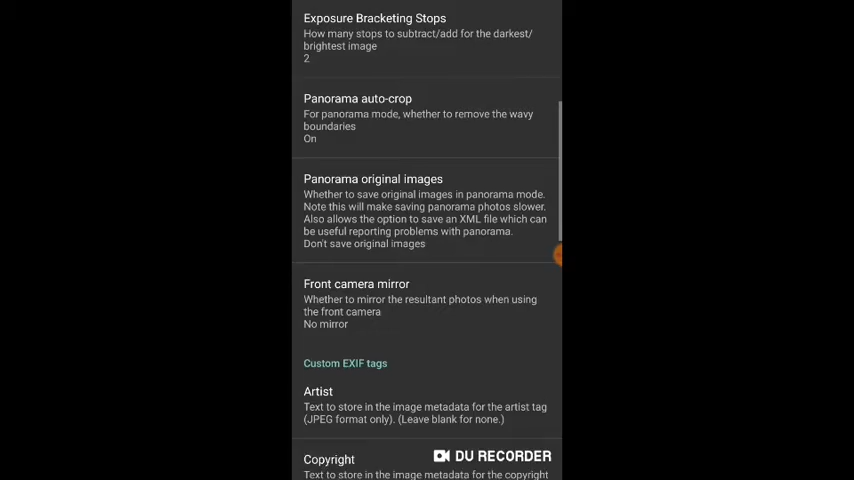 Exposure Bracketing Stops
How many stops to subtract/add for the darkest/
brightest image
2
Panorama auto-crop
For panorama mode, whether to remove the wavy
boundaries
On
Panorama original images
Whether to save original images in panorama mode.
Note this will make saving panorama photos slower.
Also allows the option to save an XML file which can
be useful reporting problems with panorama.
Don't save original images
Front camera mirror
Whether to mirror the resultant photos when using
the front camera
No mirror
Custom EXIF tags
Artist
Text to store in the image metadata for the artist tag
(JPEG format only). (Leave blank for none.)
DU RECORDER
Copyright
Text to store in the image metadata for the copyright